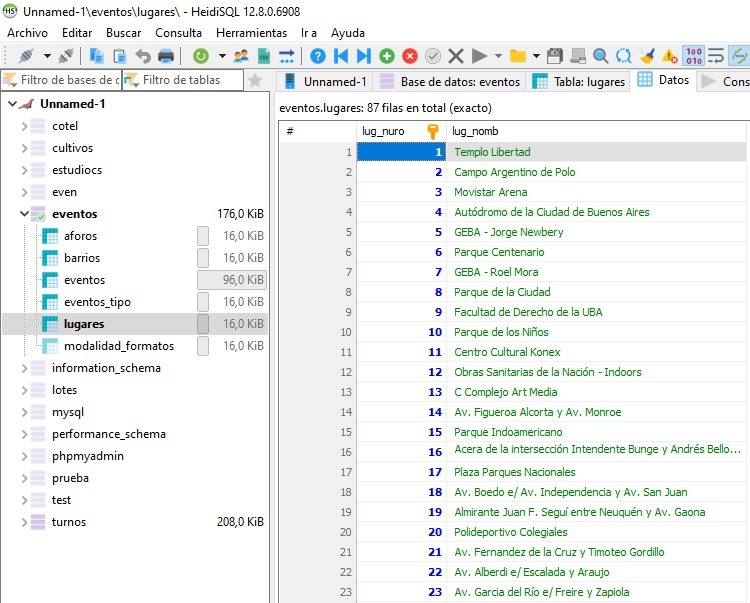 Unnamed-1\eventos\lugares\ - HeidiSQL 12.8.0.6908
Archivo Editar Buscar Consulta Herramientas Ir a Ayuda
Filtro de bases de d Filtro de tablas
Unnamed-1 Base de datos: eventos Tabla: lugares Datos Cons
Unnamed-1
cotel
cultivos
estudiocs
even
eventos 176,0 KiB
aforos 16,0 KiB
barrios 16,0 KiB
eventos 96,0 KiB
eventos_tipo 16,0 KiB
lugares 16,0 KiB
modalidad_formatos 16,0 KiB
information_schema
lotes
mysql
performance_schema
phpmyadmin
prueba
test
turnos 208,0 KiB
eventos.lugares: 87 filas en total (exacto)
# lug_nuro lug_nomb
1 1 Templo Libertad
2 2 Campo Argentino de Polo
3 3 Movistar Arena
4 4 Autódromo de la Ciudad de Buenos Aires
5 5 GEBA - Jorge Newbery
6 6 Parque Centenario
7 7 GEBA - Roel Mora
8 8 Parque de la Ciudad
9 9 Facultad de Derecho de la UBA
10 10 Parque de los Niños
11 11 Centro Cultural Konex
12 12 Obras Sanitarias de la Nación - Indoors
13 13 C Complejo Art Media
14 14 Av. Figueroa Alcorta y Av. Monroe
15 15 Parque Indoamericano
16 16 Acera de la intersección Intendente Bunge y Andrés Bello...
17 17 Plaza Parques Nacionales
18 18 Av. Boedo e/ Av. Independencia y Av. San Juan
19 19 Almirante Juan F. Seguí entre Neuquén y Av. Gaona
20 20 Polideportivo Colegiales
21 21 Av. Fernandez de la Cruz y Timoteo Gordillo
22 22 Av. Alberdi e/ Escalada y Araujo
23 23 Av. Garcia del Río e/ Freire y Zapiola